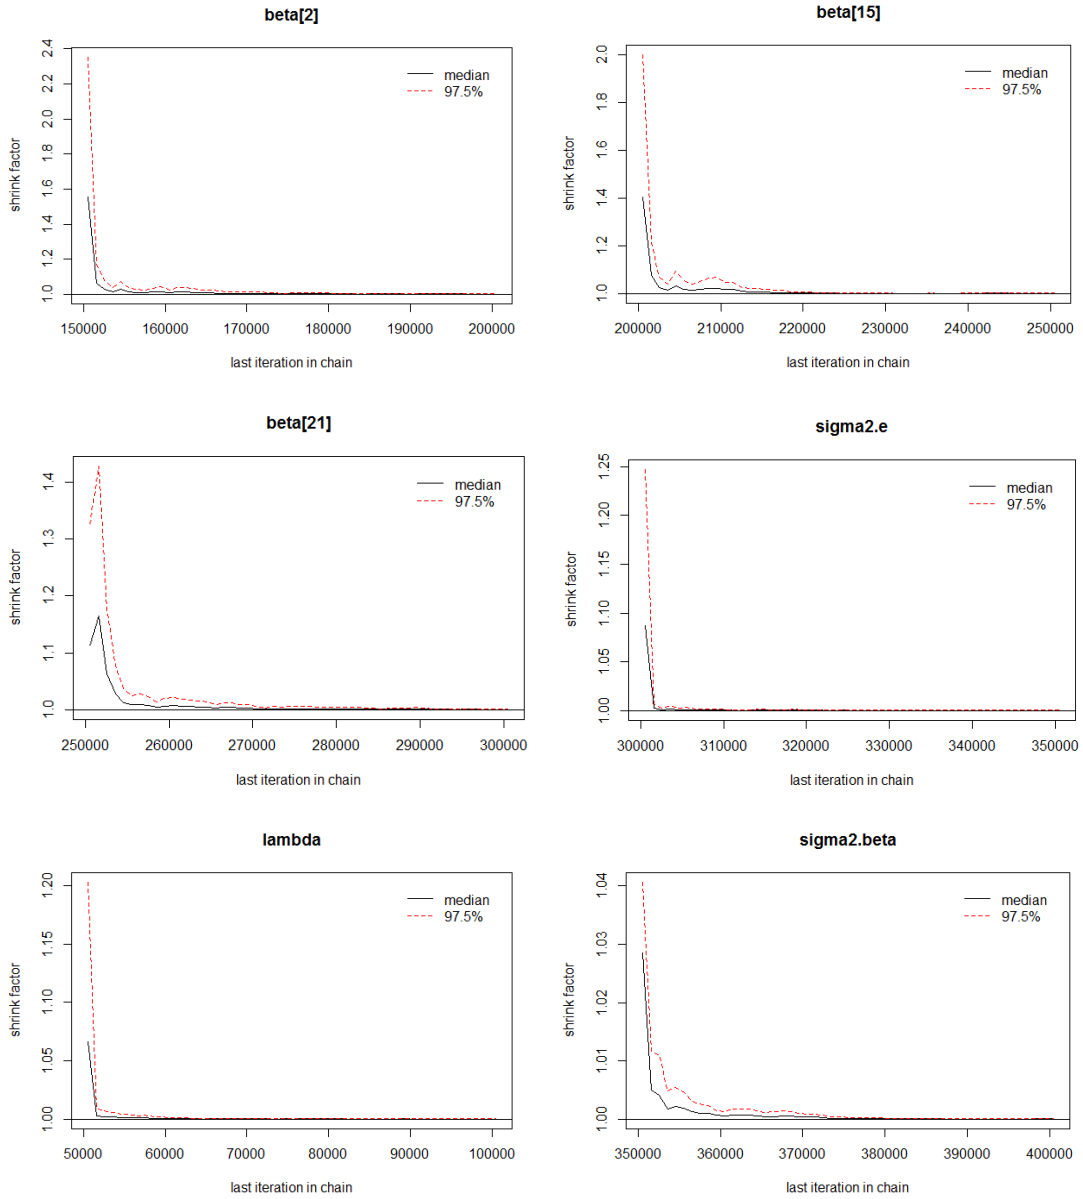 beta[2]
median
97.5%
shrink factor
2.4
2.2
2.0
1.8
1.6
1.4
1.2
1.0
150000 160000 170000 180000 190000 200000
last iteration in chain
beta[15]
median
97.5%
shrink factor
2.0
1.8
1.6
1.4
1.2
1.0
200000 210000 220000 230000 240000 250000
last iteration in chain
beta[21]
median
97.5%
shrink factor
1.4
1.3
1.2
1.1
1.0
250000 260000 270000 280000 290000 300000
last iteration in chain
sigma2.e
median
97.5%
shrink factor
1.25
1.20
1.15
1.10
1.05
1.00
300000 310000 320000 330000 340000 350000
last iteration in chain
lambda
median
97.5%
shrink factor
1.20
1.15
1.10
1.05
1.00
50000 60000 70000 80000 90000 100000
last iteration in chain
sigma2.beta
median
97.5%
shrink factor
1.04
1.03
1.02
1.01
1.00
350000 360000 370000 380000 390000 400000
last iteration in chain